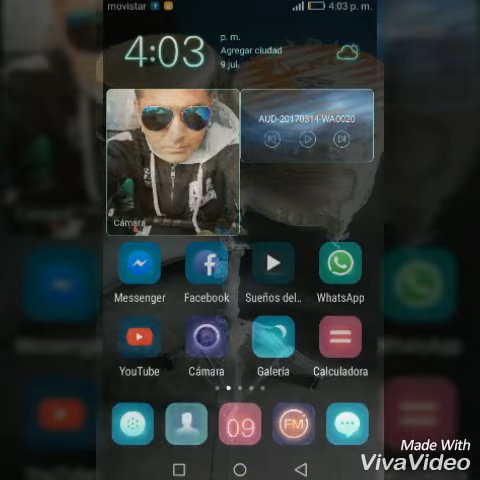 movistar 4:03 p. m.
4:03
p. m.
Agregar ciudad
9 jul.
AUD-20170314-WA0020
Cámara
Messenger Facebook Sueños del.. WhatsApp
YouTube Cámara Galería Calculadora
09 FM
Made With
VivaVideo